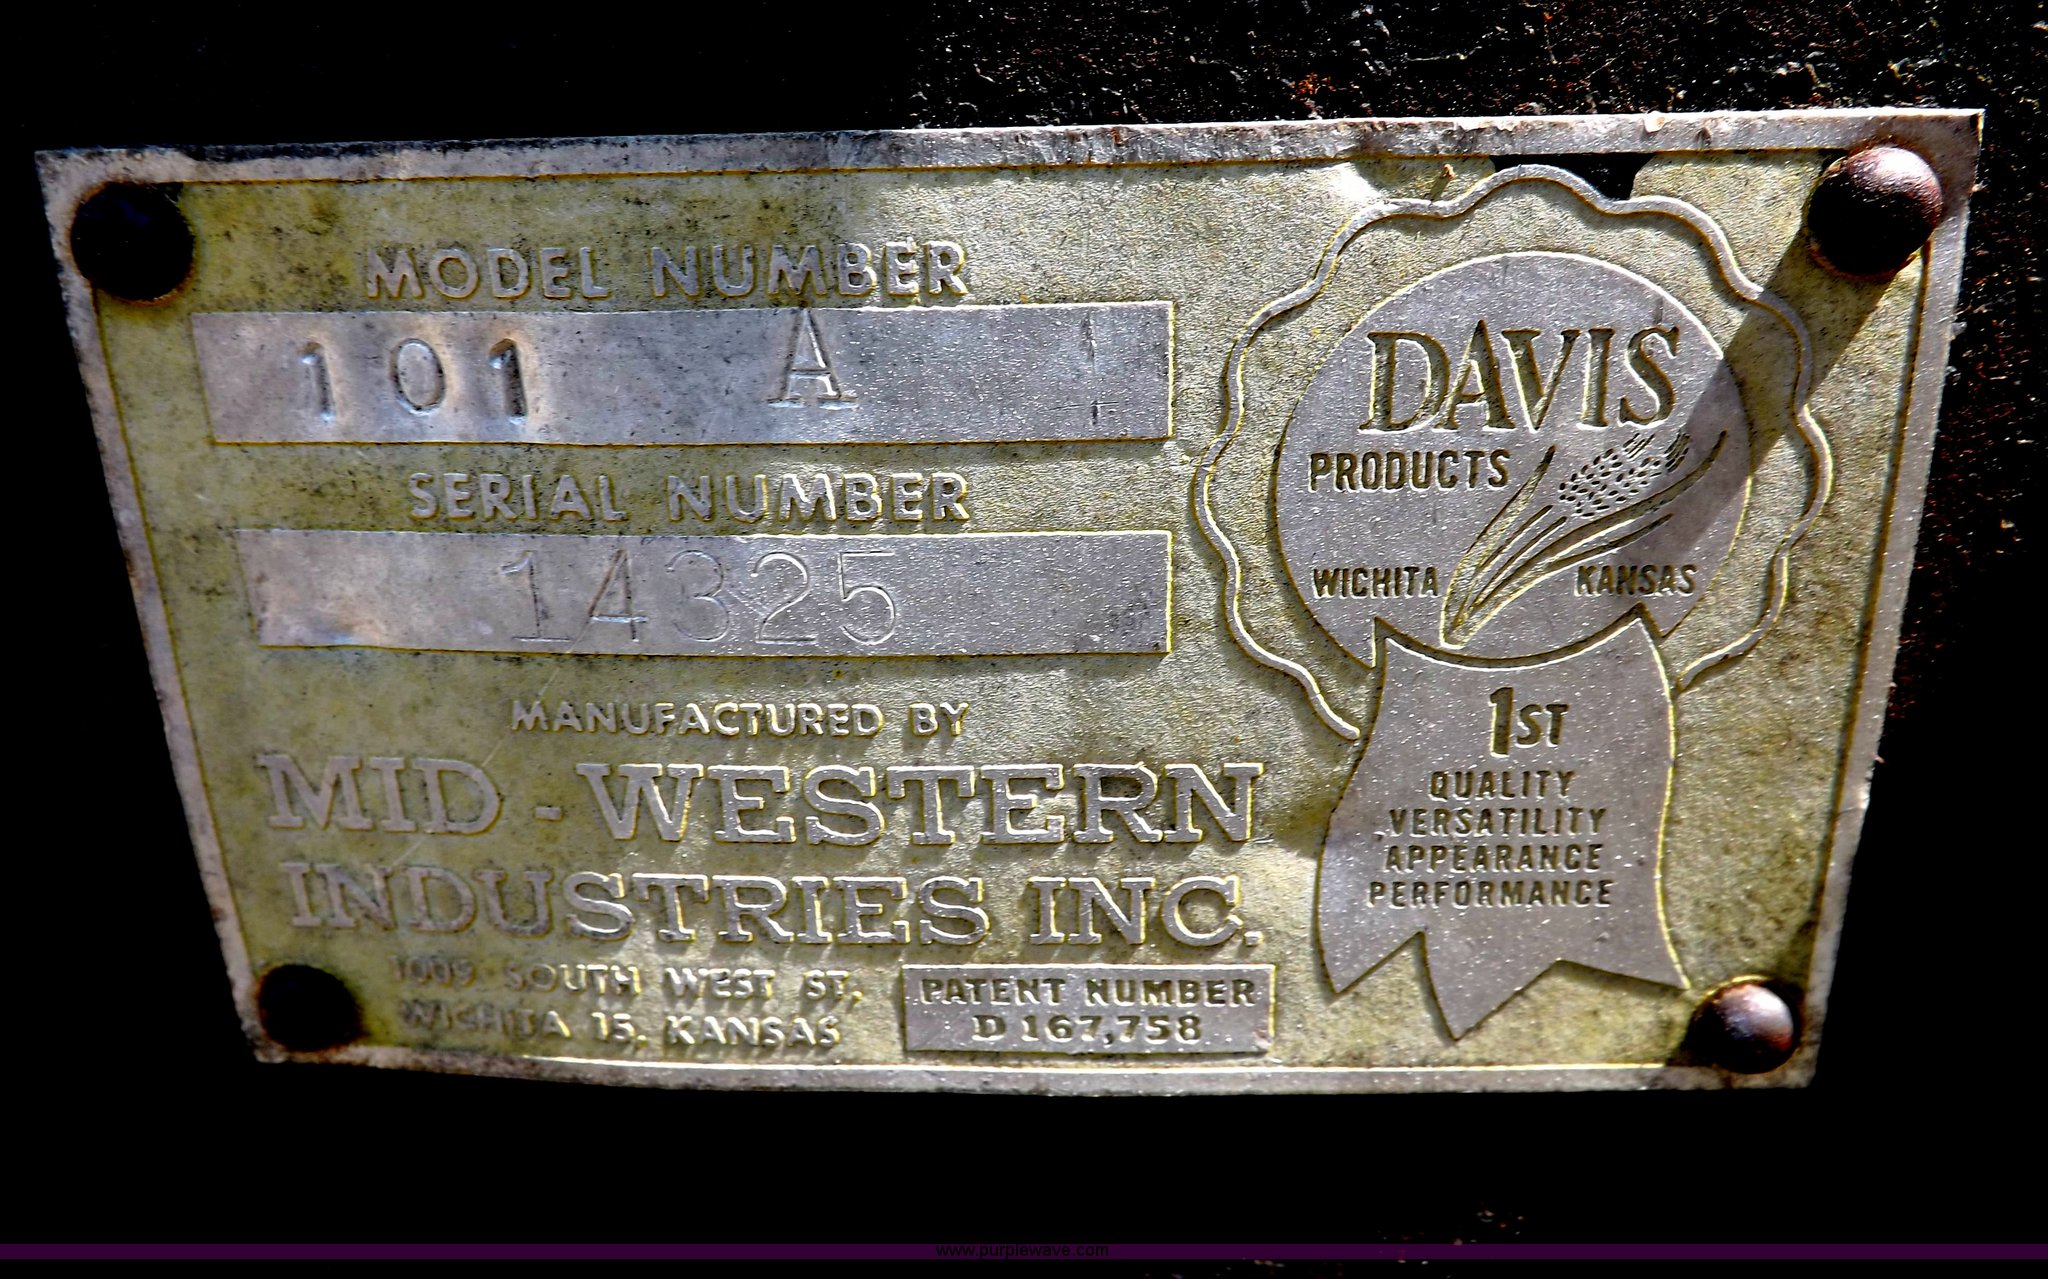 MODEL NUMBER
101 A
SERIAL NUMBER
14325
MANUFACTURED BY
MID-WESTERN
INDUSTRIES INC.
1009 SOUTH WEST ST.
WICHITA 15, KANSAS
PATENT NUMBER
D 167,758
DAVIS
PRODUCTS
WICHITA KANSAS
1ST
QUALITY
VERSATILITY
APPEARANCE
PERFORMANCE
www.purplewave.com